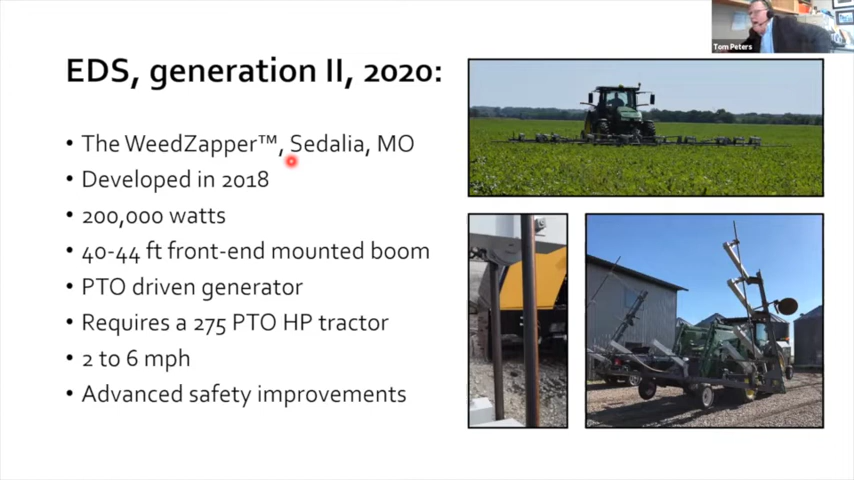 Tom Peters
EDS, generation II, 2020:
• The WeedZapper™, Sedalia, MO
• Developed in 2018
• 200,000 watts
• 40-44 ft front-end mounted boom
• PTO driven generator
• Requires a 275 PTO HP tractor
• 2 to 6 mph
• Advanced safety improvements